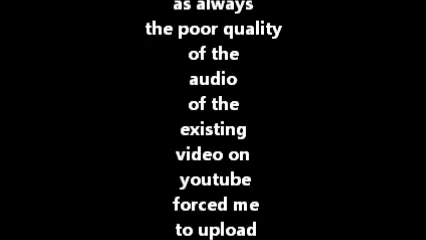 as always
the poor quality
of the
audio
of the
existing
video on
youtube
forced me
to upload